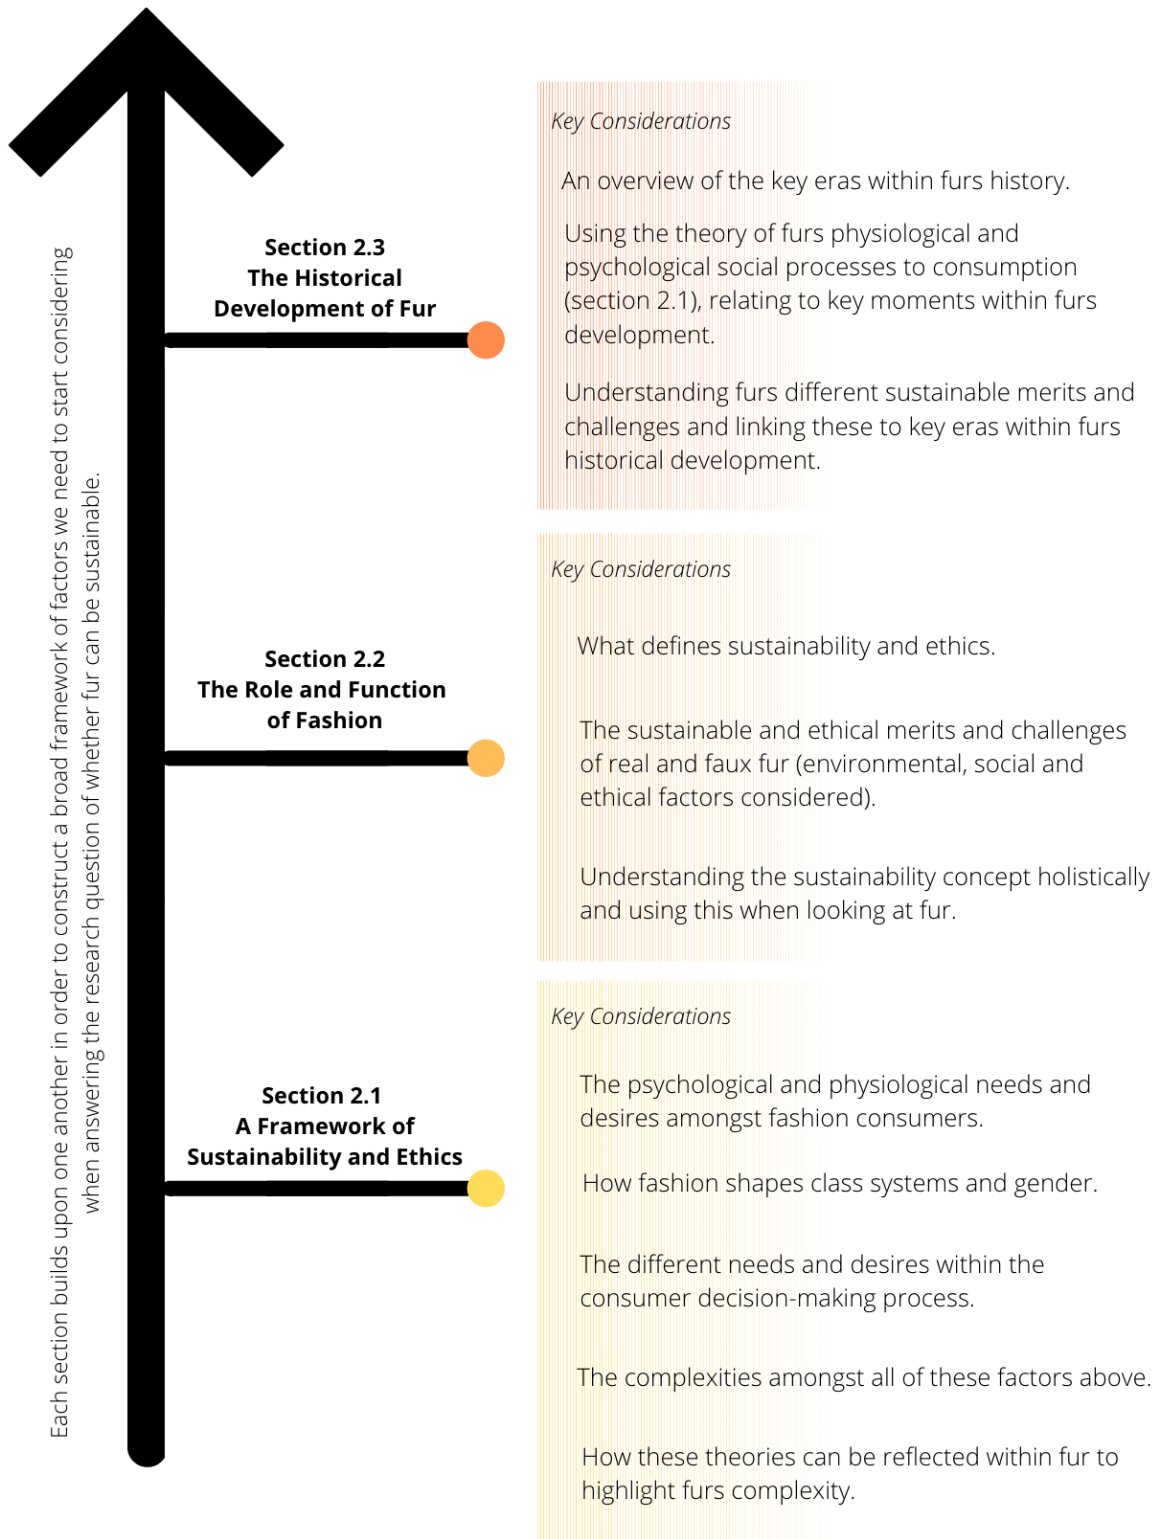 Each section builds upon one another in order to construct a broad framework of factors we need to start considering
when answering the research question of whether fur can be sustainable.
Section 2.3
The Historical
Development of Fur
Key Considerations
An overview of the key eras within furs history.
Using the theory of furs physiological and
psychological social processes to consumption
(section 2.1), relating to key moments within furs
development.
Understanding furs different sustainable merits and
challenges and linking these to key eras within furs
historical development.
Section 2.2
The Role and Function
of Fashion
Key Considerations
What defines sustainability and ethics.
The sustainable and ethical merits and challenges
of real and faux fur (environmental, social and
ethical factors considered).
Understanding the sustainability concept holistically
and using this when looking at fur.
Section 2.1
A Framework of
Sustainability and Ethics
Key Considerations
The psychological and physiological needs and
desires amongst fashion consumers.
How fashion shapes class systems and gender.
The different needs and desires within the
consumer decision-making process.
The complexities amongst all of these factors above.
How these theories can be reflected within fur to
highlight furs complexity.